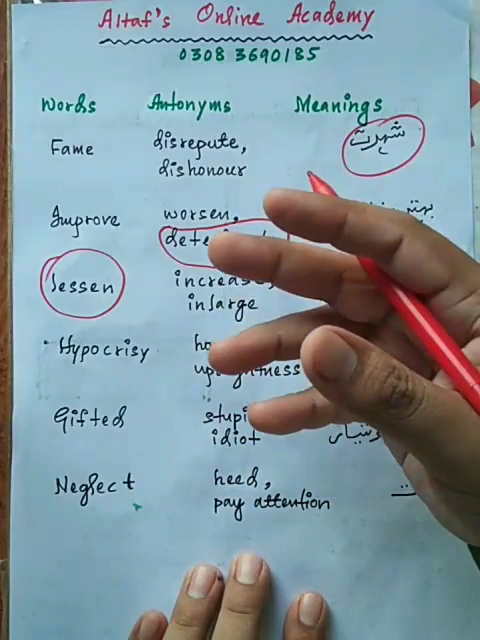 Altaf's Online Academy
0308 3690185
Words Antonyms Meanings
Fame disrepute, شہرت
dishonour
Improve worsen, بہتر
lessen increase,
inlarge
Hypocrisy
Gifted
idiot
Neglect heed,
pay attention